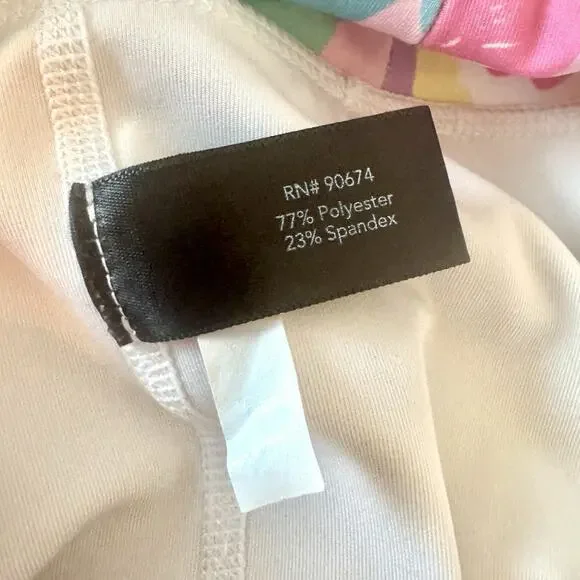 RN# 90674
77% Polyester
23% Spandex